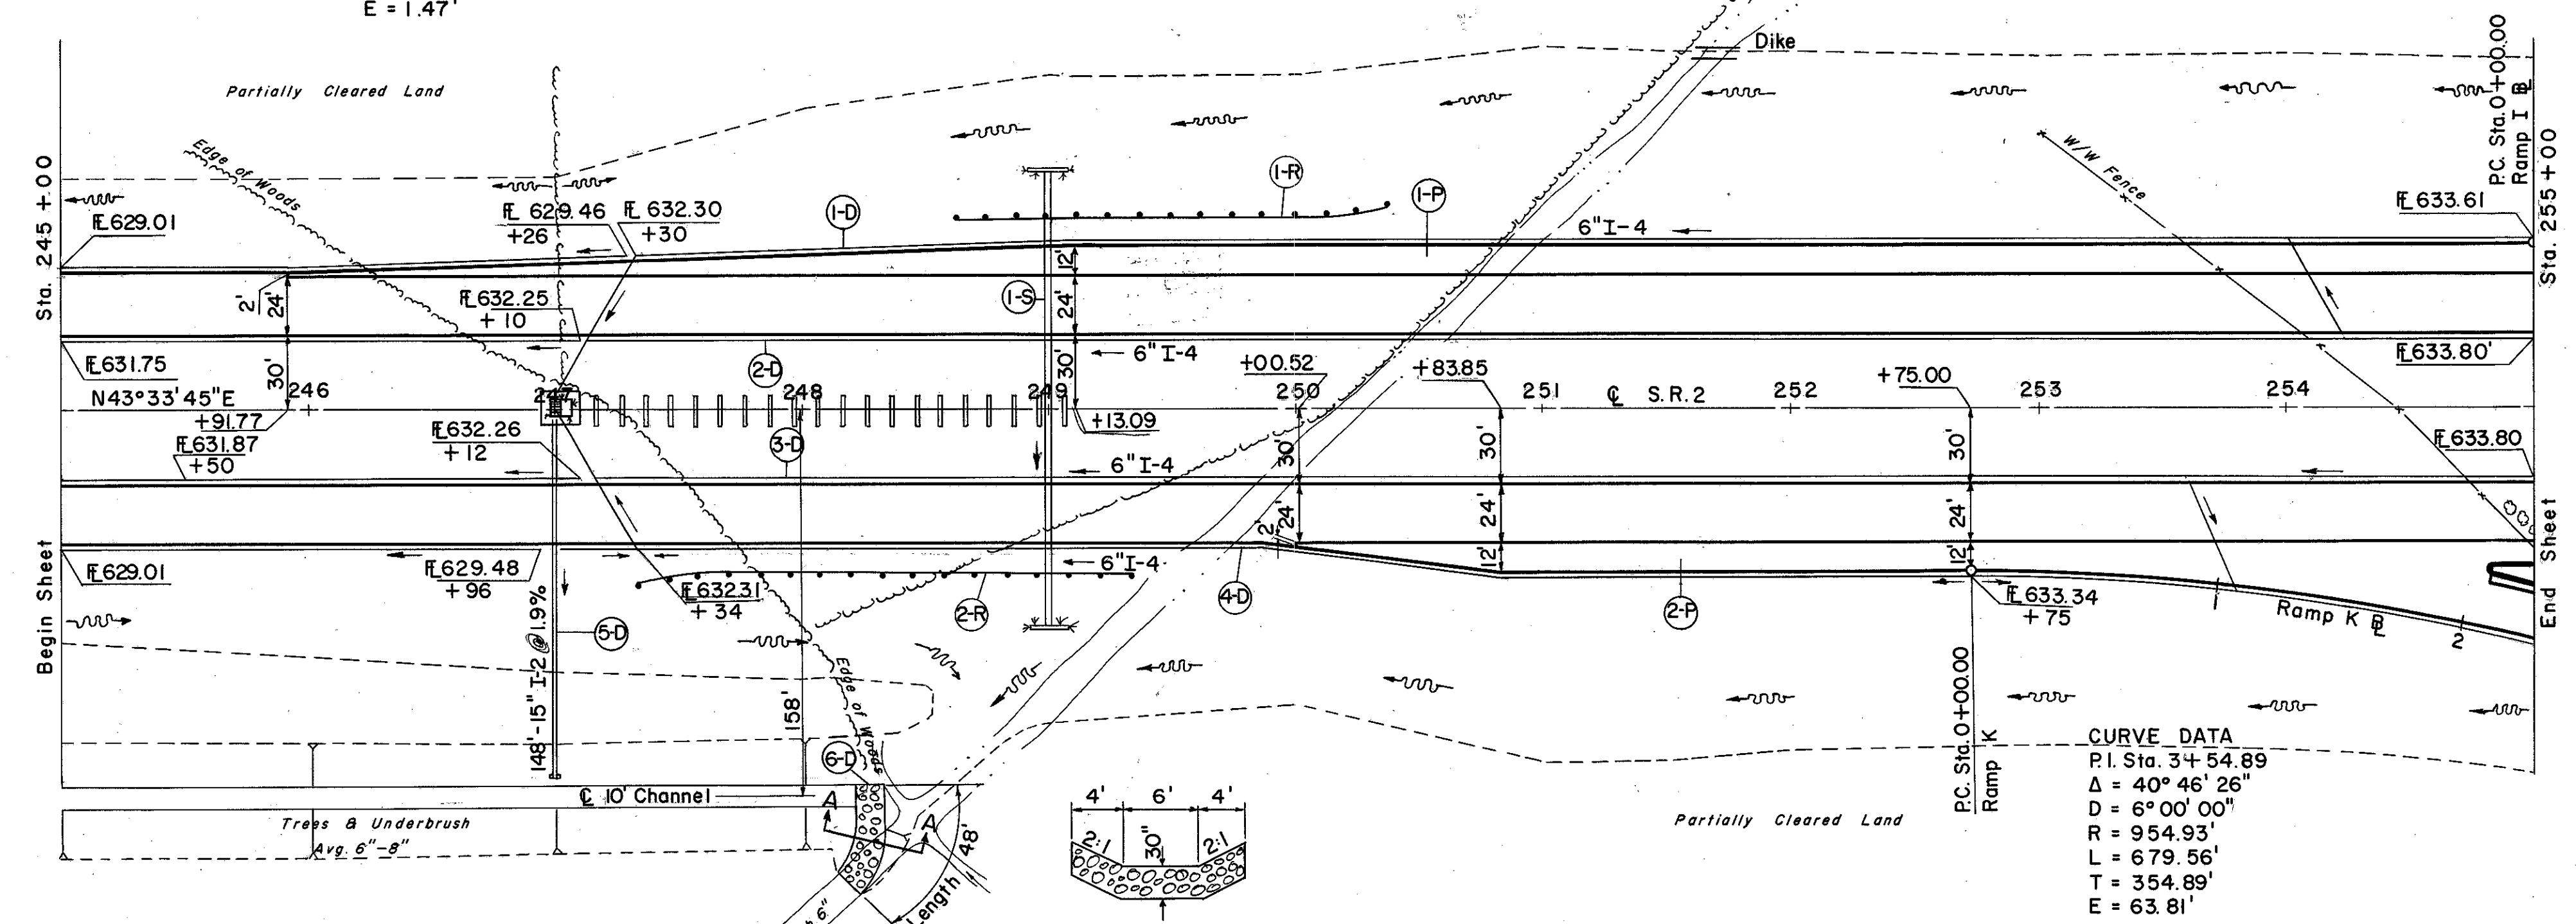 E = 1.47'
Partially Cleared Land
Edge of Woods
Dike
P.C. Sta. 0+00.00
Ramp I BL
W/W Fence
Sta. 245 + 00
Sta. 255 + 00
FL 629.01
FL 629.46
+26
FL 632.30
+30
1-D
1-R
1-P
FL 633.61
6" I-4
12'
2'
24'
FL 632.25
+ 10
1-S
24'
FL 631.75
30'
2-D
6" I-4
30'
FL 633.80'
N43°33'45"E
246
+91.77
247
248
249
+13.09
+00.52
250
+83.85
251
CL S.R. 2
252
+75.00
253
254
FL 631.87
+50
FL 632.26
+ 12
3-D
6" I-4
30'
30'
30'
FL 633.80
24'
24'
24'
2'
12'
12'
Begin Sheet
End Sheet
FL 629.01
FL 629.48
+ 96
FL 632.31
+ 34
6" I-4
2-R
4-D
2-P
FL 633.34
+ 75
1
Ramp K BL
2
5-D
148'-15" I-2 @ 1.9%
158'
Edge of Woods
6-D
P.C. Sta. 0+00.00
Ramp K
CL 10' Channel
A
A
Trees & Underbrush
Avg. 6"-8"
48'
Length
6"
4'
6'
4'
2:1
30"
2:1
Partially Cleared Land
CURVE DATA
P.I. Sta. 3+ 54.89
Δ = 40° 46' 26"
D = 6° 00' 00"
R = 954.93'
L = 679.56'
T = 354.89'
E = 63.81'